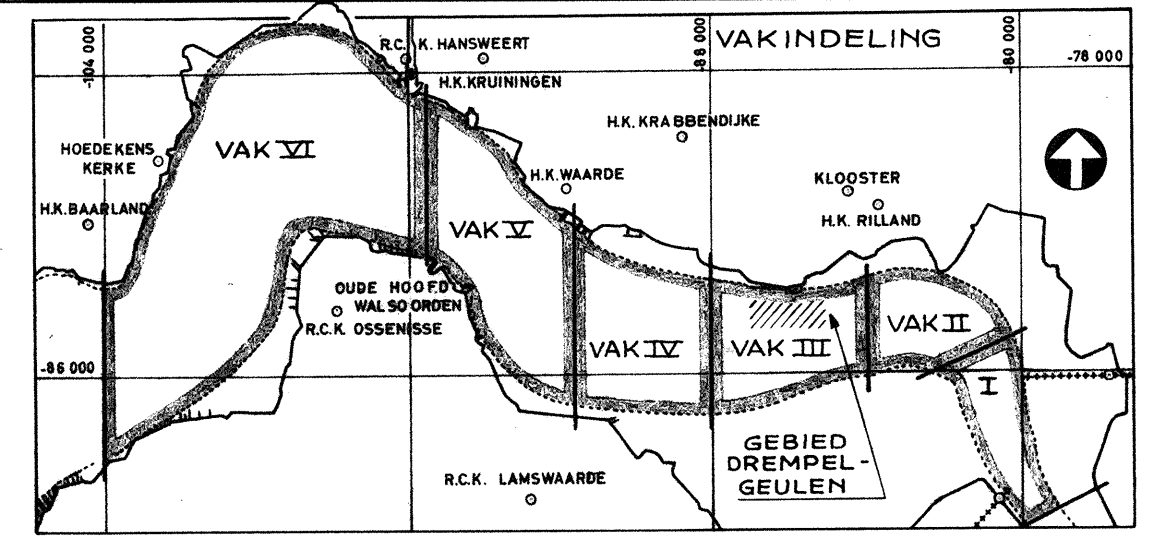 VAKINDELING
-104 000
-88 000
-80 000
-78 000
R.C. K. HANSWEERT
H.K. KRUININGEN
H.K. KRABBENDIJKE
HOEDEKENS
KERKE
VAK VI
H.K. WAARDE
KLOOSTER
H.K. BAARLAND
H.K. RILLAND
VAK V
OUDE HOOFD
WALSOORDEN
R.C.K. OSSENISSE
VAK IV
VAK III
VAK II
-86 000
I
GEBIED
DREMPEL-
GEULEN
R.C.K. LAMSWAARDE